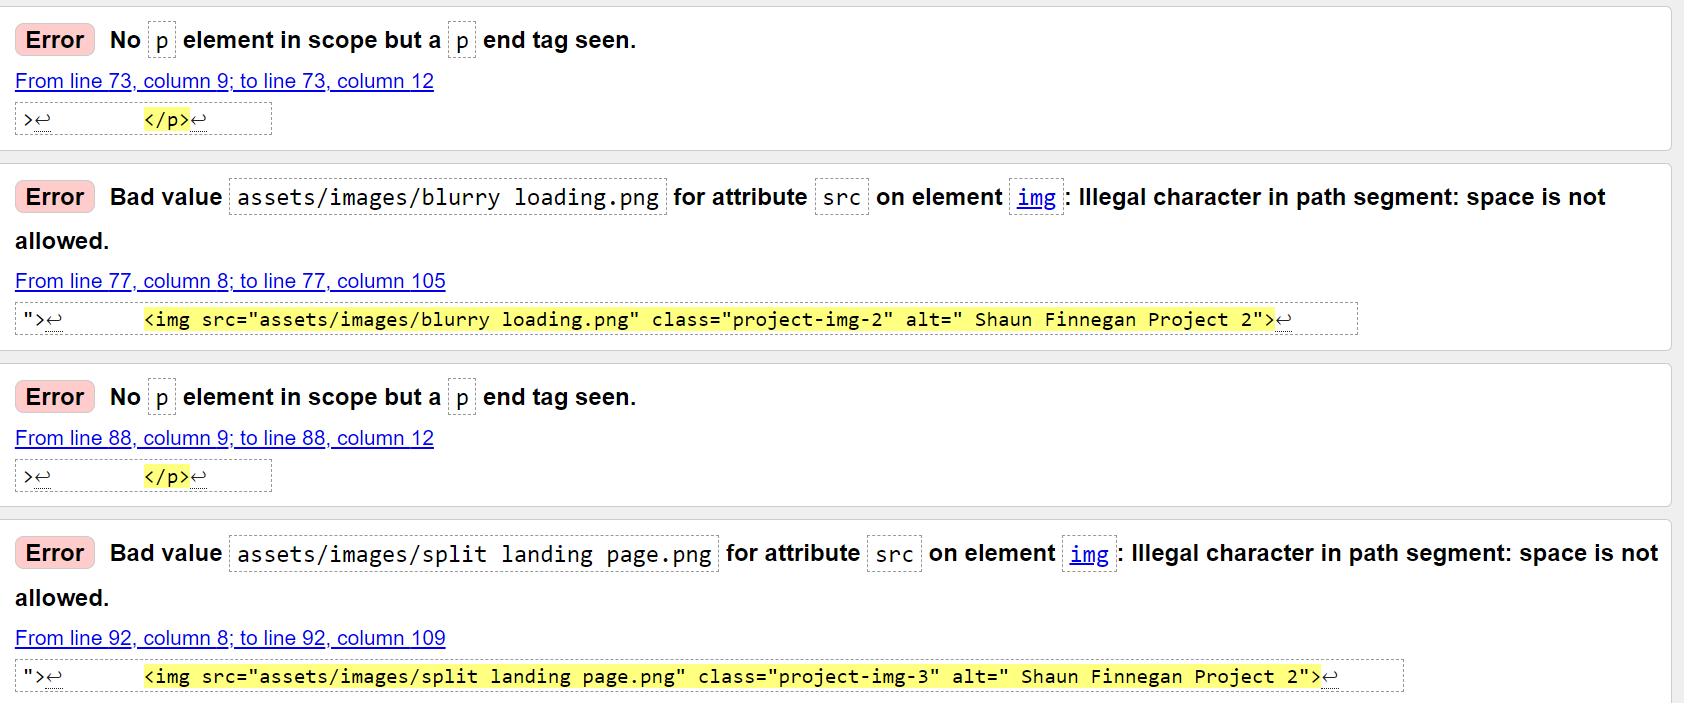 Error No p element in scope but a p end tag seen.
From line 73, column 9; to line 73, column 12
>↩ </p>↩
Error Bad value assets/images/blurry loading.png for attribute src on element img: Illegal character in path segment: space is not
allowed.
From line 77, column 8; to line 77, column 105
">↩ <img src="assets/images/blurry loading.png" class="project-img-2" alt=" Shaun Finnegan Project 2">↩
Error No p element in scope but a p end tag seen.
From line 88, column 9; to line 88, column 12
>↩ </p>↩
Error Bad value assets/images/split landing page.png for attribute src on element img: Illegal character in path segment: space is not
allowed.
From line 92, column 8; to line 92, column 109
">↩ <img src="assets/images/split landing page.png" class="project-img-3" alt=" Shaun Finnegan Project 2">↩